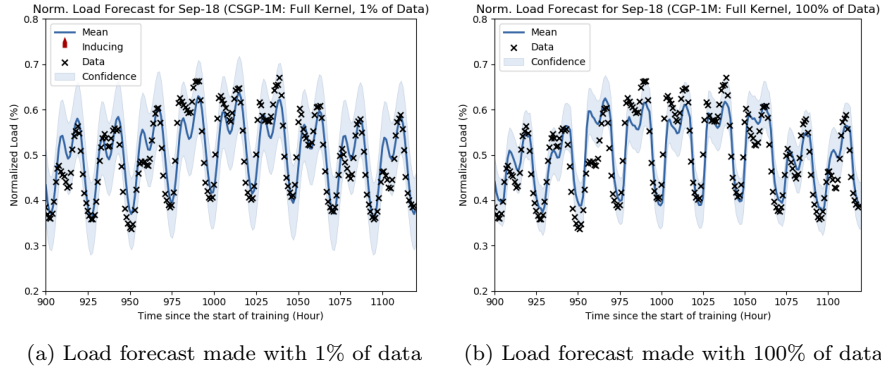 Norm. Load Forecast for Sep-18 (CSGP-1M: Full Kernel, 1% of Data)
Mean
Inducing
Data
Confidence
Normalized Load (%)
0.8
0.7
0.6
0.5
0.4
0.3
0.2
900 925 950 975 1000 1025 1050 1075 1100
Time since the start of training (Hour)
(a) Load forecast made with 1% of data
Norm. Load Forecast for Sep-18 (CGP-1M: Full Kernel, 100% of Data)
Mean
Data
Confidence
Normalized Load (%)
0.8
0.7
0.6
0.5
0.4
0.3
0.2
900 925 950 975 1000 1025 1050 1075 1100
Time since the start of training (Hour)
(b) Load forecast made with 100% of data